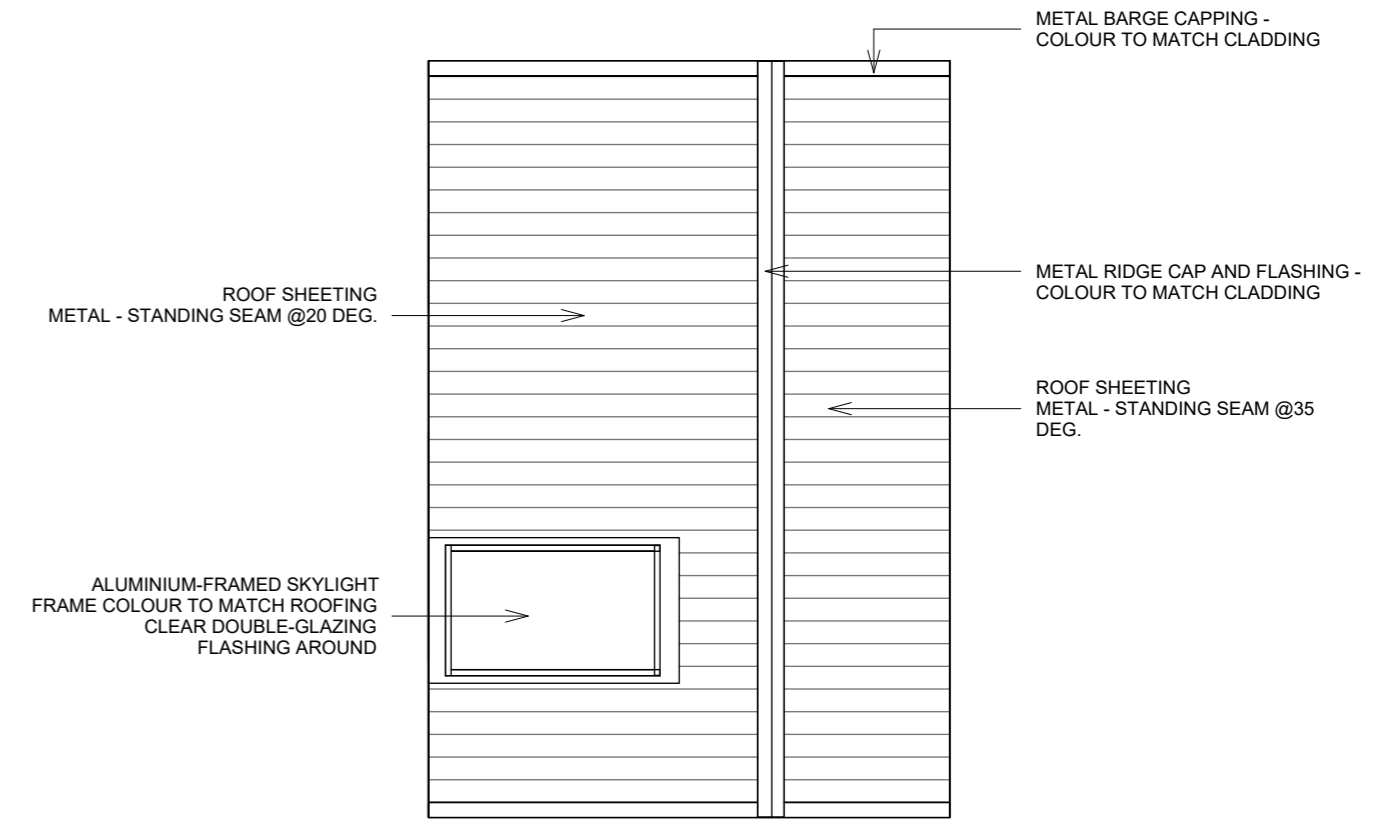 METAL BARGE CAPPING -
COLOUR TO MATCH CLADDING
METAL RIDGE CAP AND FLASHING -
COLOUR TO MATCH CLADDING
ROOF SHEETING
METAL - STANDING SEAM @20 DEG.
ROOF SHEETING
METAL - STANDING SEAM @35
DEG.
ALUMINIUM-FRAMED SKYLIGHT
FRAME COLOUR TO MATCH ROOFING
CLEAR DOUBLE-GLAZING
FLASHING AROUND